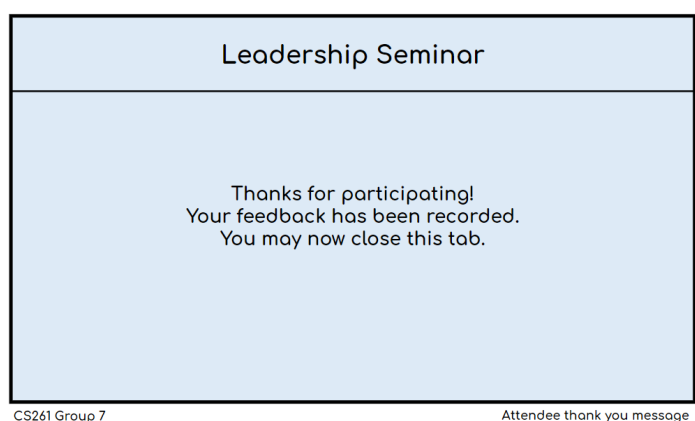 Leadership Seminar
Thanks for participating!
Your feedback has been recorded.
You may now close this tab.
CS261 Group 7
Attendee thank you message